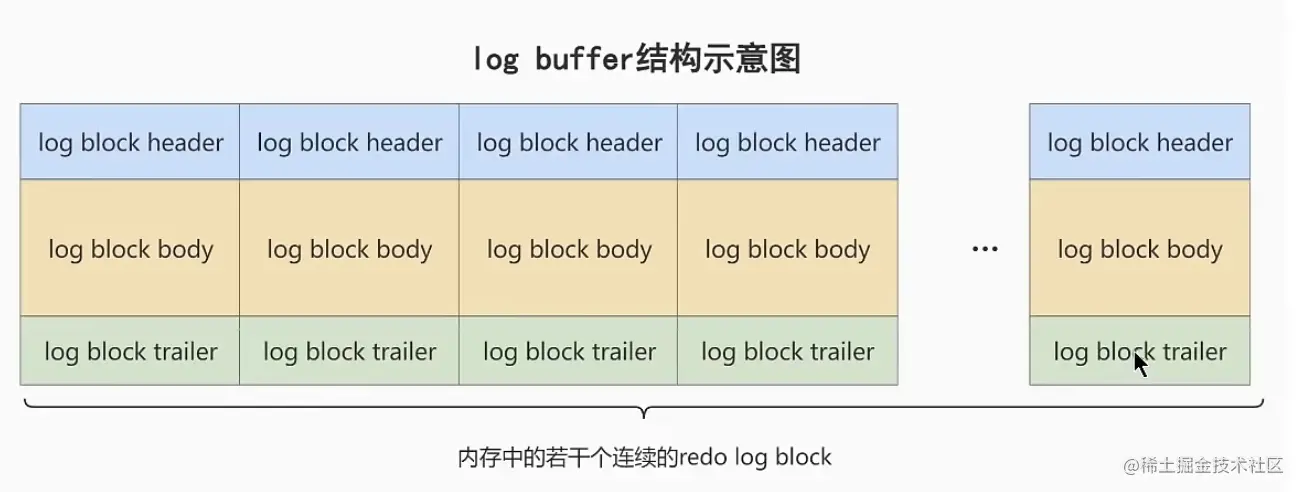 log buffer结构示意图
log block header log block header log block header log block header log block header
log block body log block body log block body log block body ... log block body
log block trailer log block trailer log block trailer log block trailer log block trailer
内存中的若干个连续的redo log block
@稀土掘金技术社区